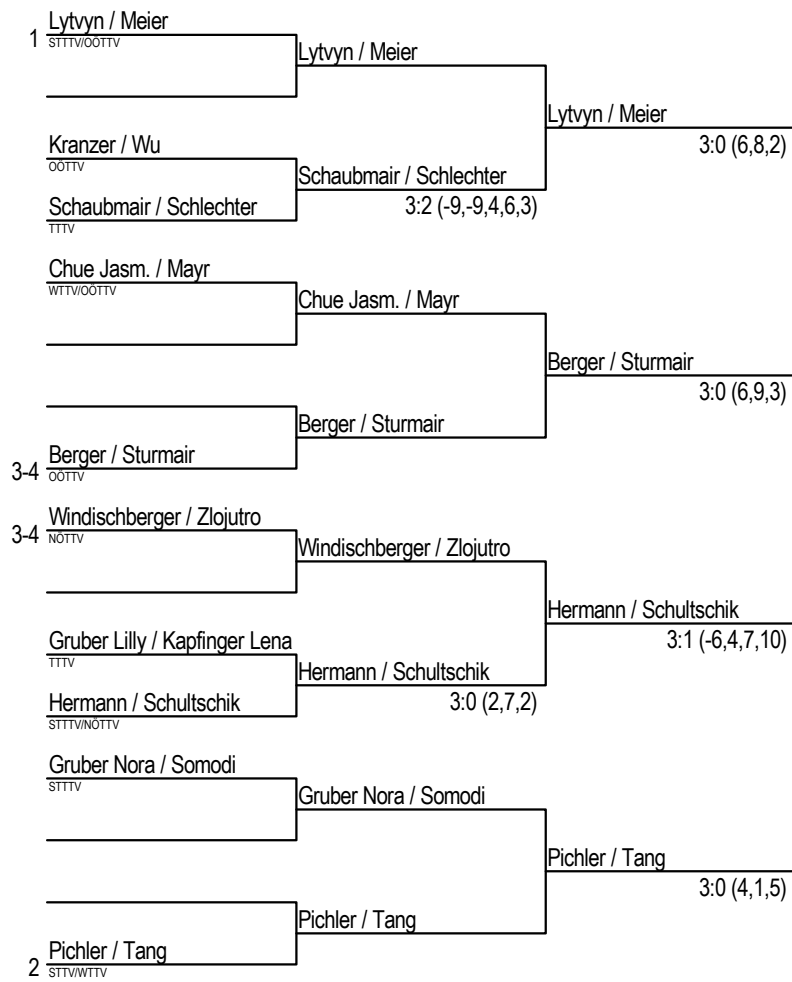 Lytvyn / Meier
1
STTTV/OÖTTV
Lytvyn / Meier
Lytvyn / Meier
3:0 (6,8,2)
Kranzer / Wu
OÖTTV
Schaubmair / Schlechter
3:2 (-9,-9,4,6,3)
Schaubmair / Schlechter
TTTV
Chue Jasm. / Mayr
WTTV/OÖTTV
Chue Jasm. / Mayr
Berger / Sturmair
3:0 (6,9,3)
Berger / Sturmair
Berger / Sturmair
3-4
OÖTTV
Windischberger / Zlojutro
3-4
NÖTTV
Windischberger / Zlojutro
Hermann / Schultschik
3:1 (-6,4,7,10)
Gruber Lilly / Kapfinger Lena
TTTV
Hermann / Schultschik
3:0 (2,7,2)
Hermann / Schultschik
STTTV/NÖTTV
Gruber Nora / Somodi
STTTV
Gruber Nora / Somodi
Pichler / Tang
3:0 (4,1,5)
Pichler / Tang
Pichler / Tang
2
STTV/WTTV